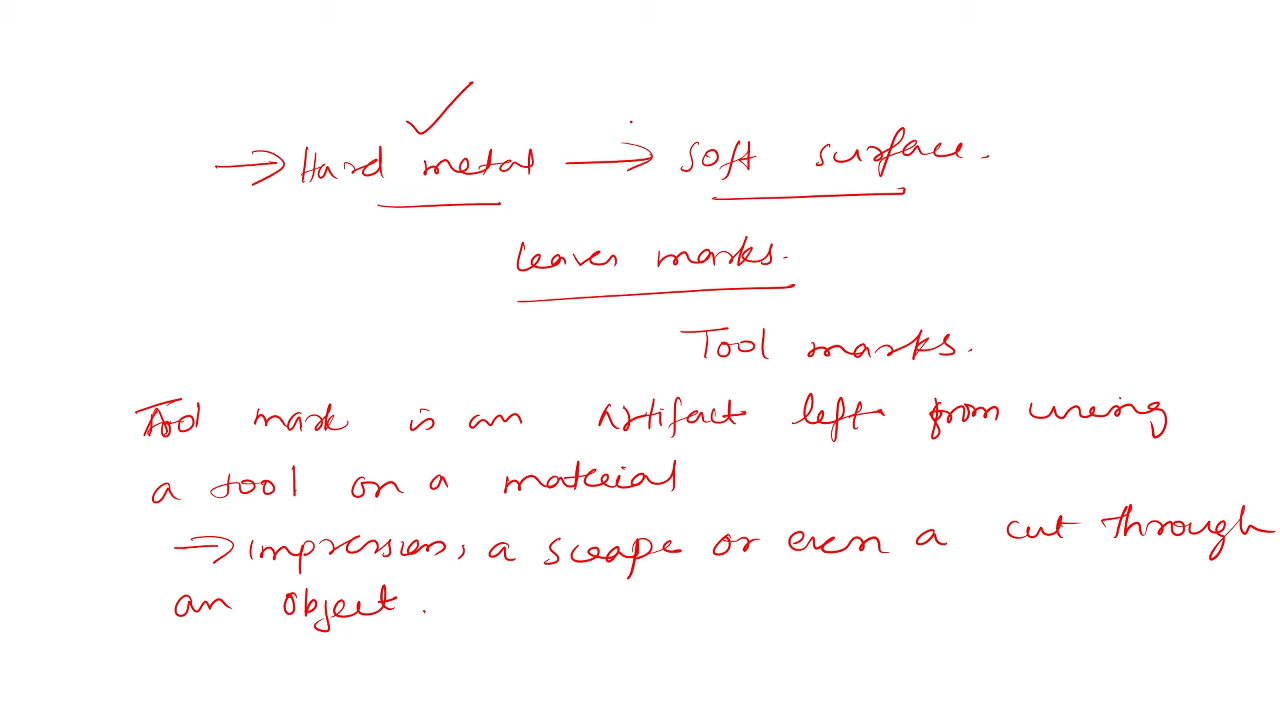 → Hard metal → soft surface.
leaves marks.
Tool marks.
Tool mark is an Artifact left from using
a tool on a material
→ impression, a scrape or even a cut through
an object.